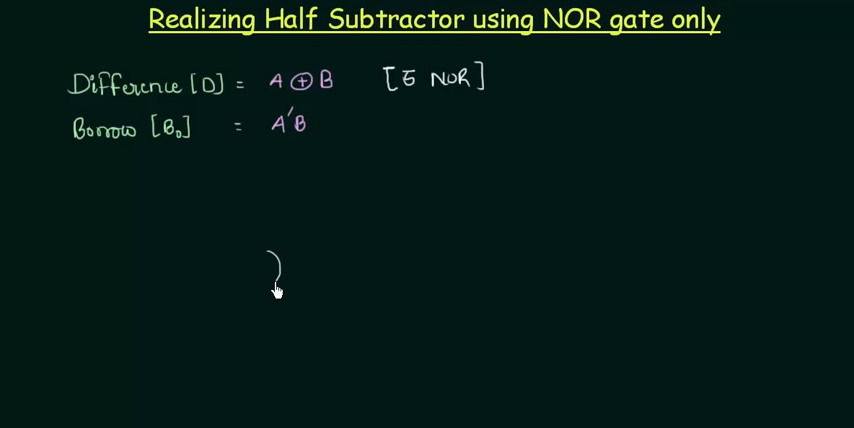 Realizing Half Subtractor using NOR gate only
Difference [D] = A ⊕ B [5 NOR]
Borrow [B₀] = A'B